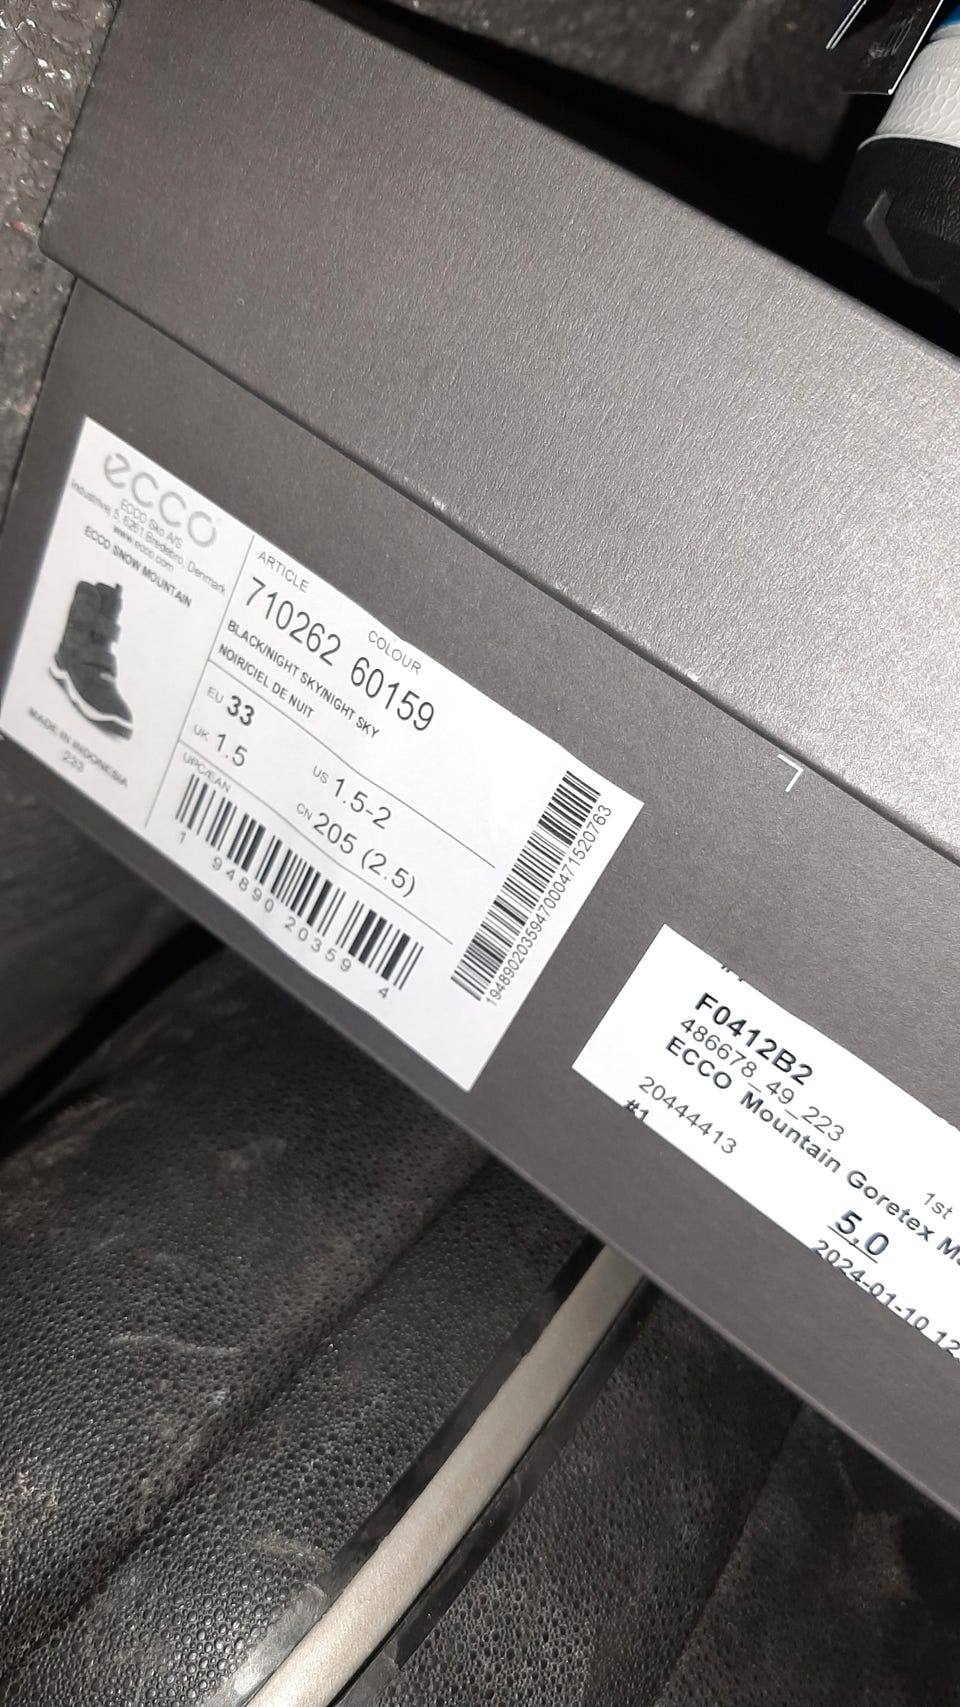 ecco
ECCO Sko A/S
Industrivej 5, 6261 Bredebro, Denmark
www.ecco.com
ECCO SNOW MOUNTAIN
MADE IN INDONESIA
233
ARTICLE COLOUR
710262 60159
BLACK/NIGHT SKY/NIGHT SKY
NOIR/CIEL DE NUIT
EU 33 US 1.5-2
UK 1.5 CN 205 (2.5)
UPC/EAN
1 94890 20359 4
1948902035947000471520763
F0412B2
486678_49_223 1st
ECCO Mountain Goretex
20444413 5.0
#1 2024-01-10